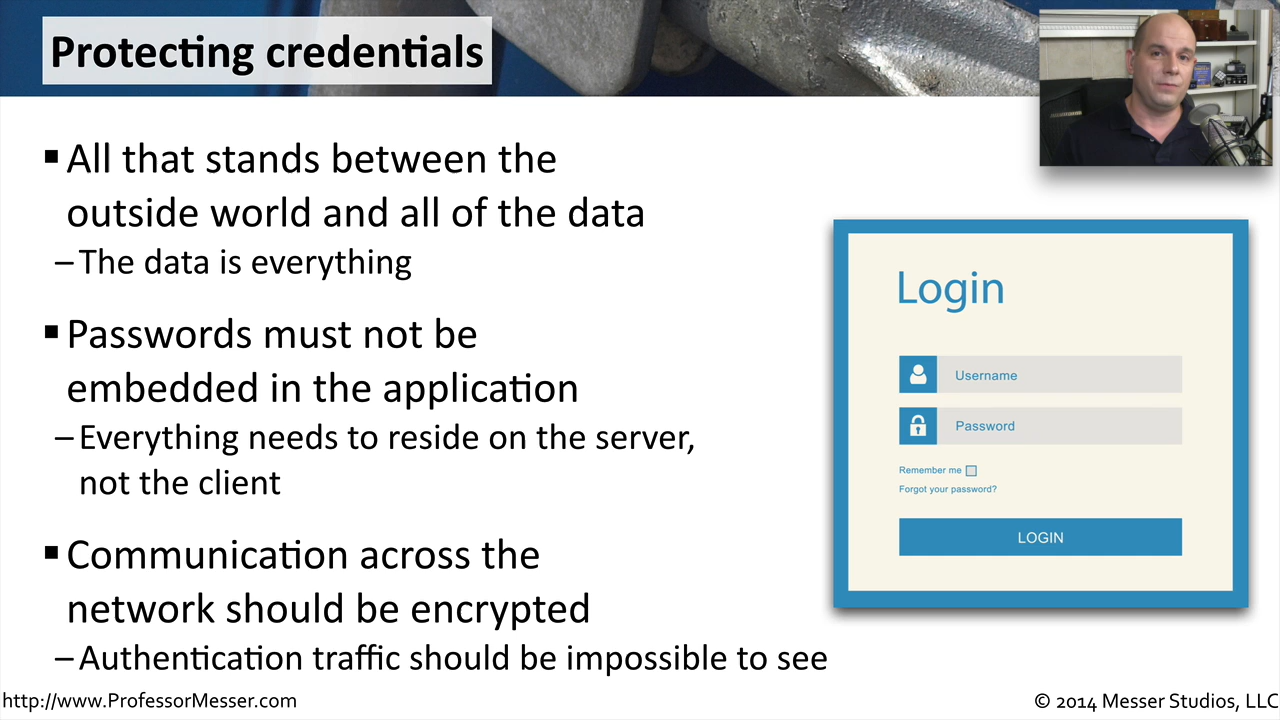 Protecting credentials
▪ All that stands between the
outside world and all of the data
– The data is everything
▪ Passwords must not be
embedded in the application
– Everything needs to reside on the server,
not the client
▪ Communication across the
network should be encrypted
– Authentication traffic should be impossible to see
Login
Username
Password
Remember me
Forgot your password?
LOGIN
http://www.ProfessorMesser.com
© 2014 Messer Studios, LLC